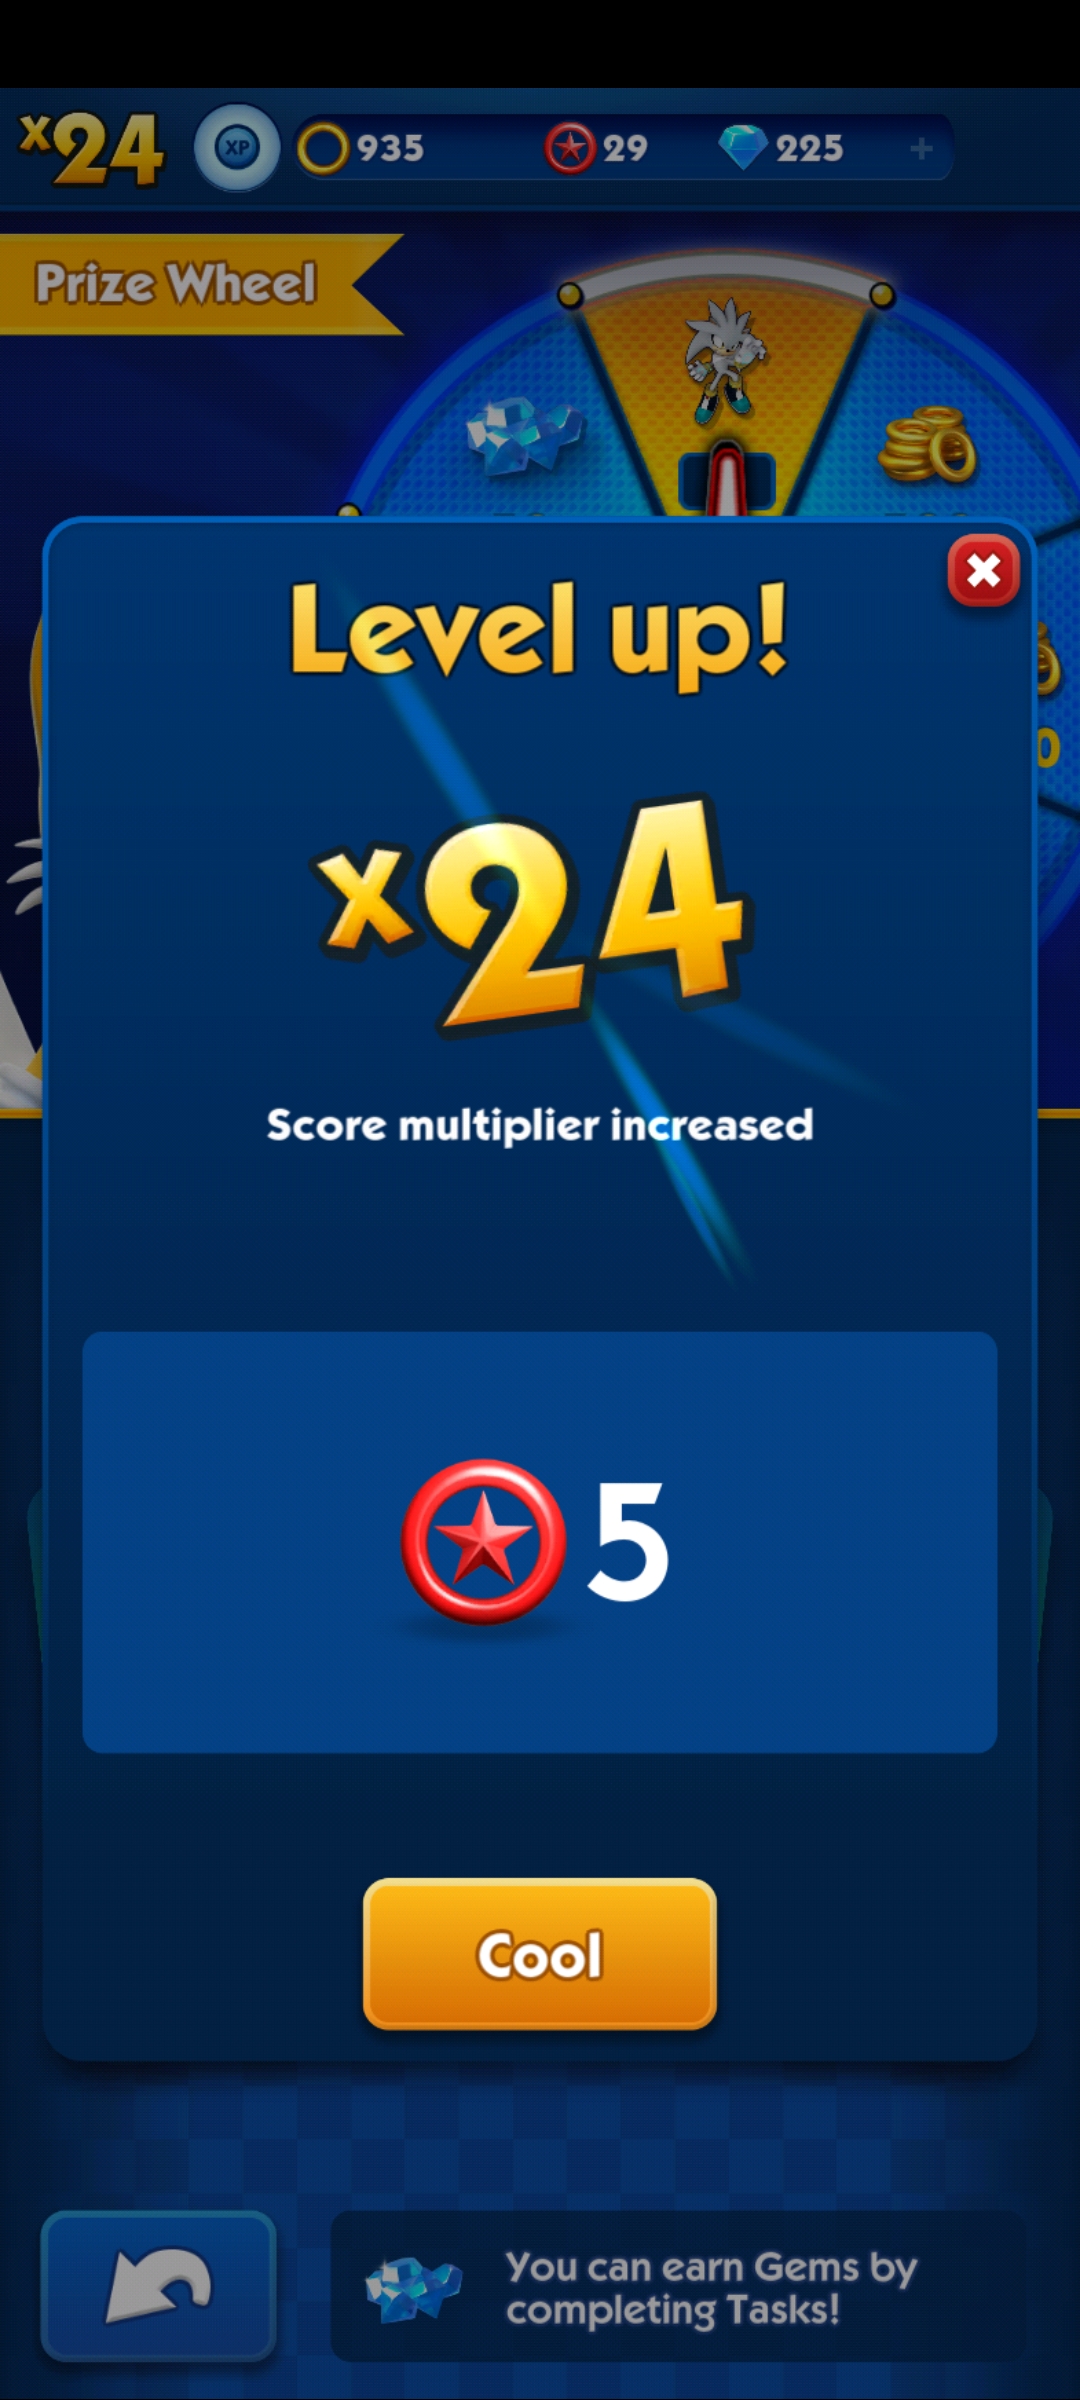 x24
XP
935
29
225
+
Prize Wheel
Level up!
x24
Score multiplier increased
5
Cool
You can earn Gems by
completing Tasks!